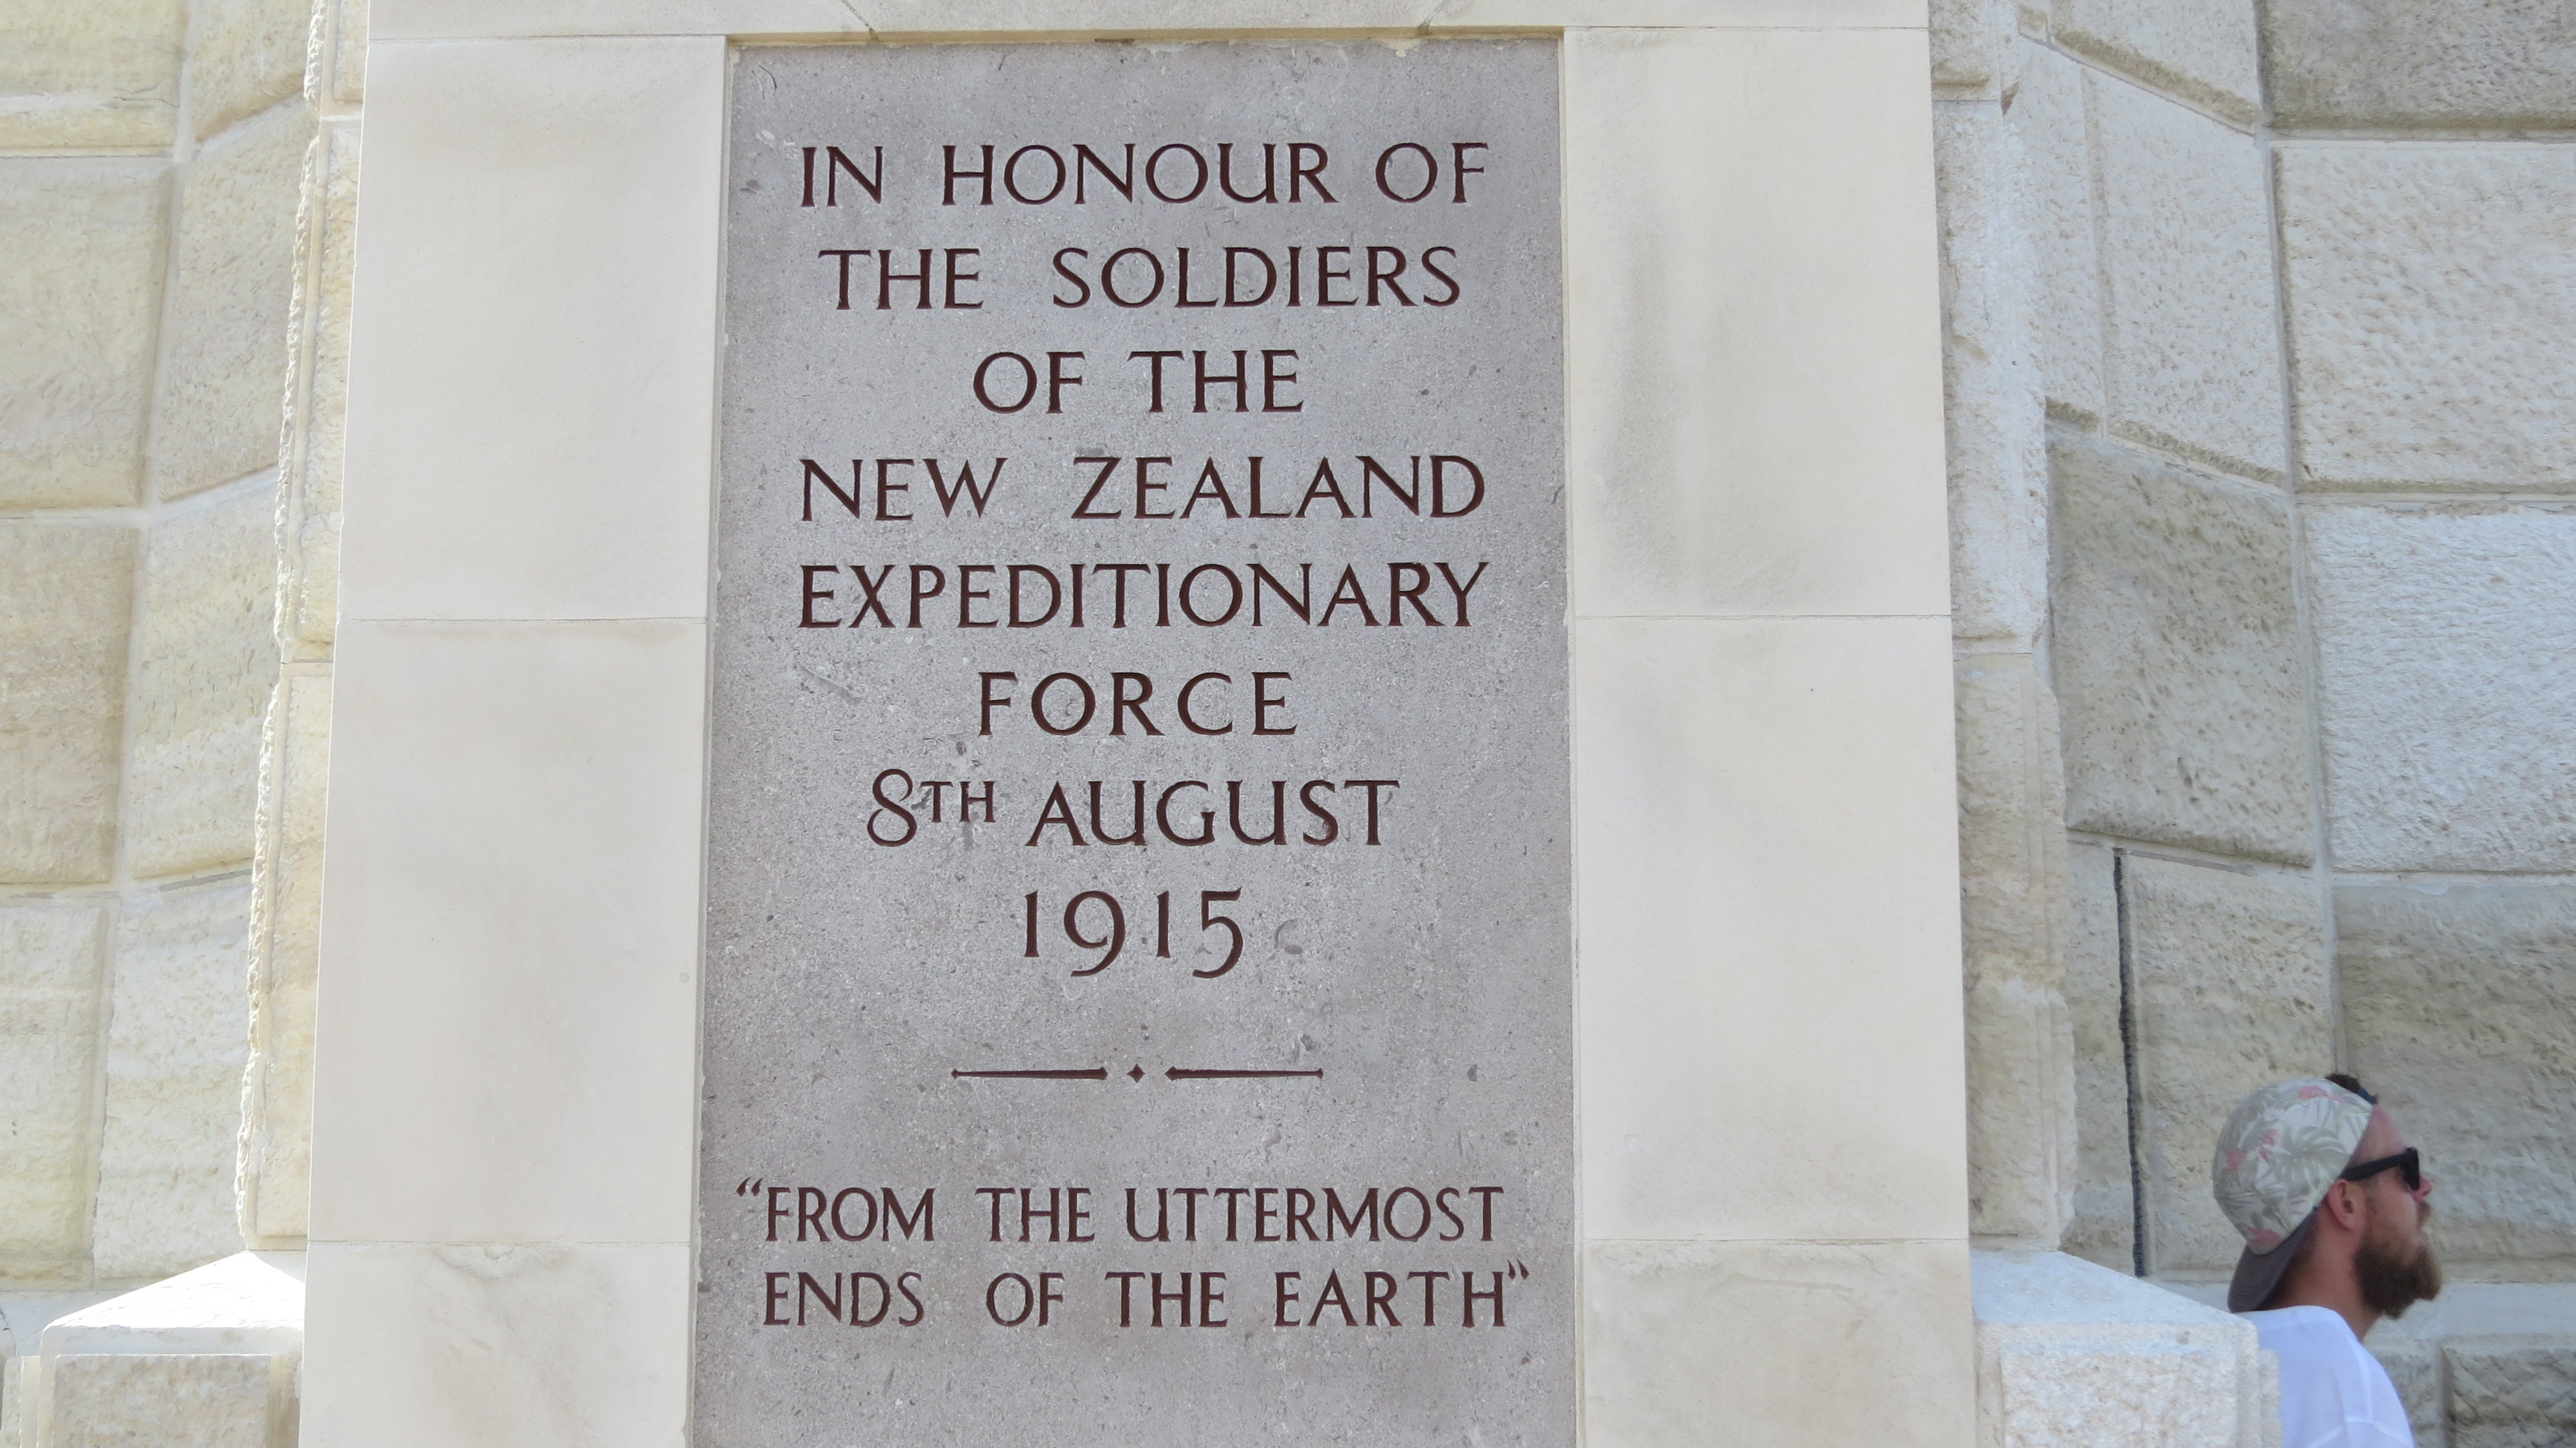 IN HONOUR OF
THE SOLDIERS
OF THE
NEW ZEALAND
EXPEDITIONARY
FORCE
8TH AUGUST
1915
“FROM THE UTTERMOST
ENDS OF THE EARTH”